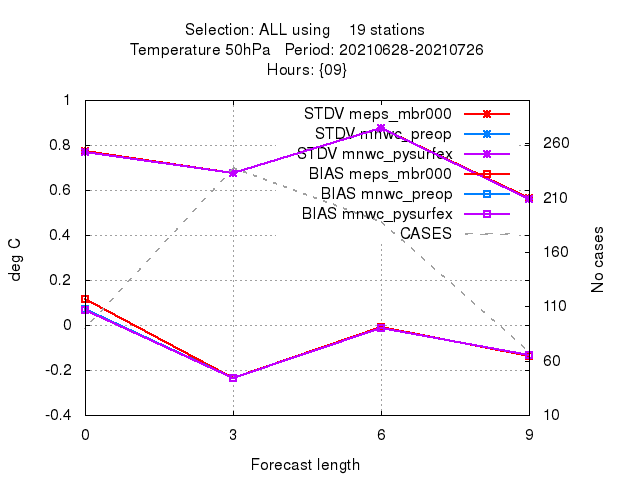 Selection: ALL using    19 stations
Temperature 50hPa   Period: 20210628-20210726
Hours: {09}
1
0.8
0.6
0.4
0.2
0
-0.2
-0.4
deg C
STDV meps_mbr000
STDV mnwc_preop
STDV mnwc_pysurfex
BIAS meps_mbr000
BIAS mnwc_preop
BIAS mnwc_pysurfex
CASES
260
210
160
110
60
10
No cases
0 3 6 9
Forecast length